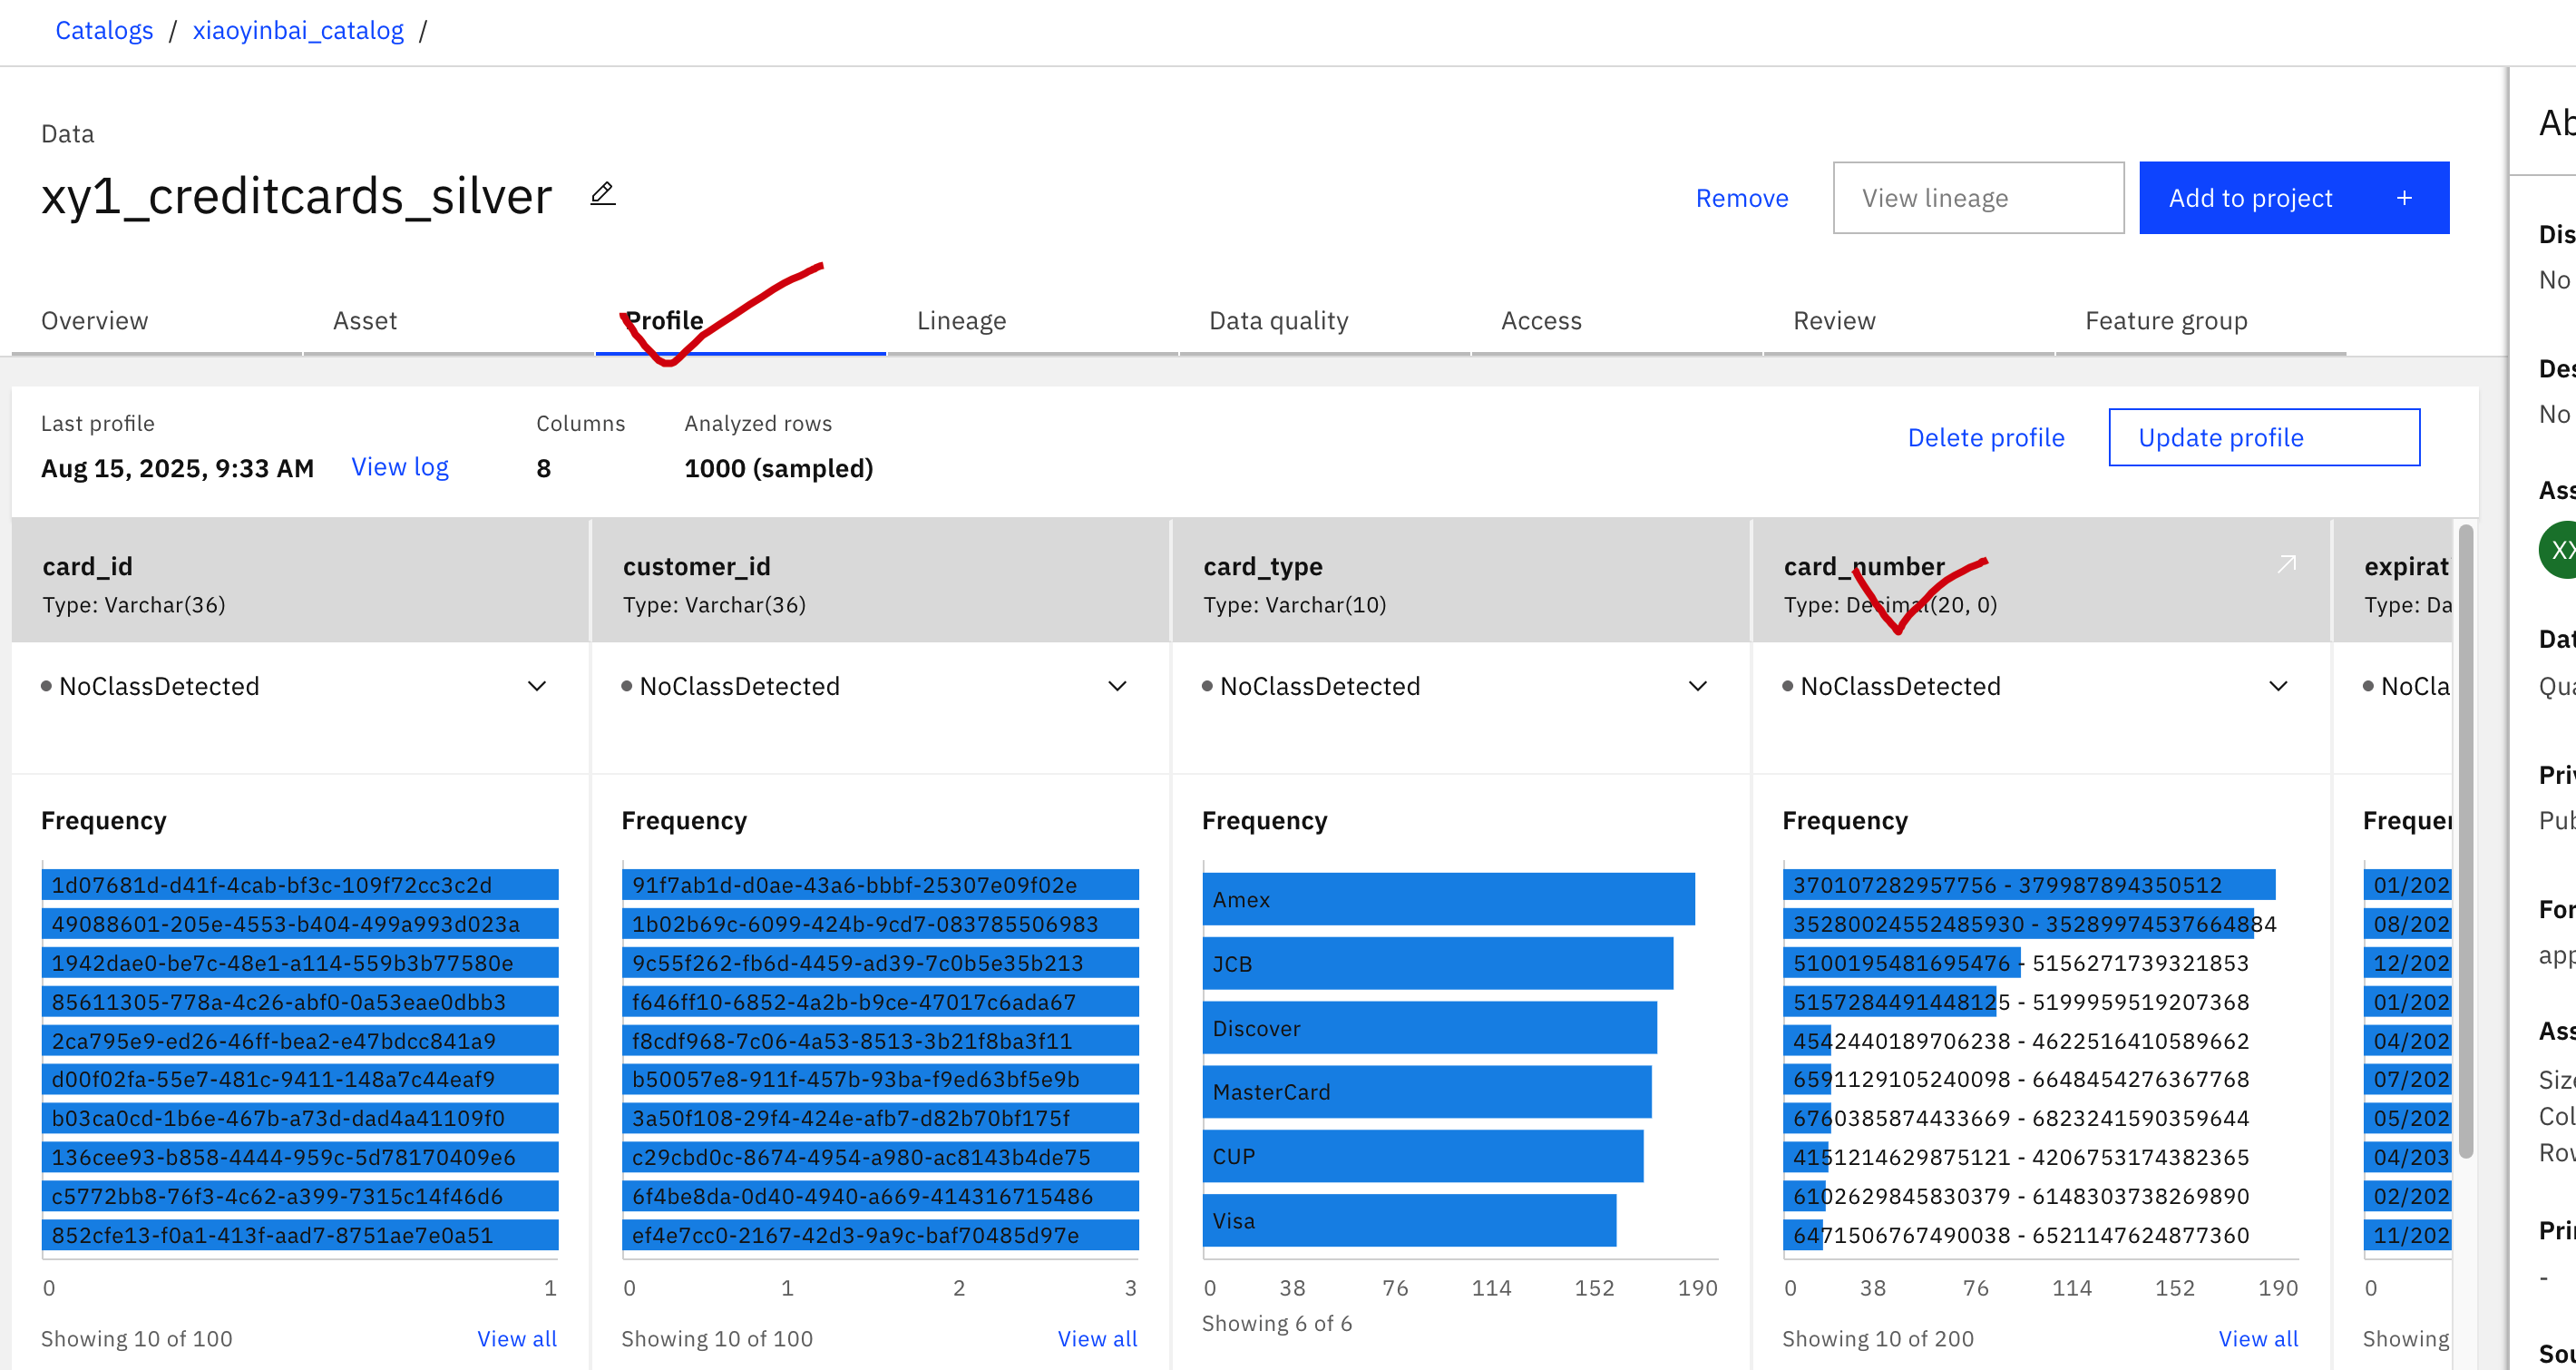 Catalogs / xiaoyinbai_catalog /
Data
xy1_creditcards_silver
Remove
View lineage
Add to project +
Overview
Asset
Profile
Lineage
Data quality
Access
Review
Feature group
Last profile
Aug 15, 2025, 9:33 AM
View log
Columns
8
Analyzed rows
1000 (sampled)
Delete profile
Update profile
card_id
Type: Varchar(36)
NoClassDetected
Frequency
1d07681d-d41f-4cab-bf3c-109f72cc3c2d
49088601-205e-4553-b404-499a993d023a
1942dae0-be7c-48e1-a114-559b3b77580e
85611305-778a-4c26-abf0-0a53eae0dbb3
2ca795e9-ed26-46ff-bea2-e47bdcc841a9
d00f02fa-55e7-481c-9411-148a7c44eaf9
b03ca0cd-1b6e-467b-a73d-dad4a41109f0
136cee93-b858-4444-959c-5d78170409e6
c5772bb8-76f3-4c62-a399-7315c14f46d6
852cfe13-f0a1-413f-aad7-8751ae7e0a51
0 1
Showing 10 of 100
View all
customer_id
Type: Varchar(36)
NoClassDetected
Frequency
91f7ab1d-d0ae-43a6-bbbf-25307e09f02e
1b02b69c-6099-424b-9cd7-083785506983
9c55f262-fb6d-4459-ad39-7c0b5e35b213
f646ff10-6852-4a2b-b9ce-47017c6ada67
f8cdf968-7c06-4a53-8513-3b21f8ba3f11
b50057e8-911f-457b-93ba-f9ed63bf5e9b
3a50f108-29f4-424e-afb7-d82b70bf175f
c29cbd0c-8674-4954-a980-ac8143b4de75
6f4be8da-0d40-4940-a669-414316715486
ef4e7cc0-2167-42d3-9a9c-baf70485d97e
0 1 2 3
Showing 10 of 100
View all
card_type
Type: Varchar(10)
NoClassDetected
Frequency
Amex
JCB
Discover
MasterCard
CUP
Visa
0 38 76 114 152 190
Showing 6 of 6
card_number
Type: Decimal(20, 0)
NoClassDetected
Frequency
370107282957756 - 379987894350512
35280024552485930 - 35289974537664884
5100195481695476 - 5156271739321853
5157284491448125 - 5199959519207368
4542440189706238 - 4622516410589662
6591129105240098 - 6648454276367768
6760385874433669 - 6823241590359644
4151214629875121 - 4206753174382365
6102629845830379 - 6148303738269890
6471506767490038 - 6521147624877360
0 38 76 114 152 190
Showing 10 of 200
View all
expirat
Type: Da
NoCla
Frequen
01/202
08/202
12/202
01/202
04/202
07/202
05/202
04/203
02/202
11/202
0
Showing
Ab
Dis
No
Des
No
Ass
XX
Dat
Qua
Priv
Pub
For
app
Ass
Size
Col
Row
Pri
-
Sou